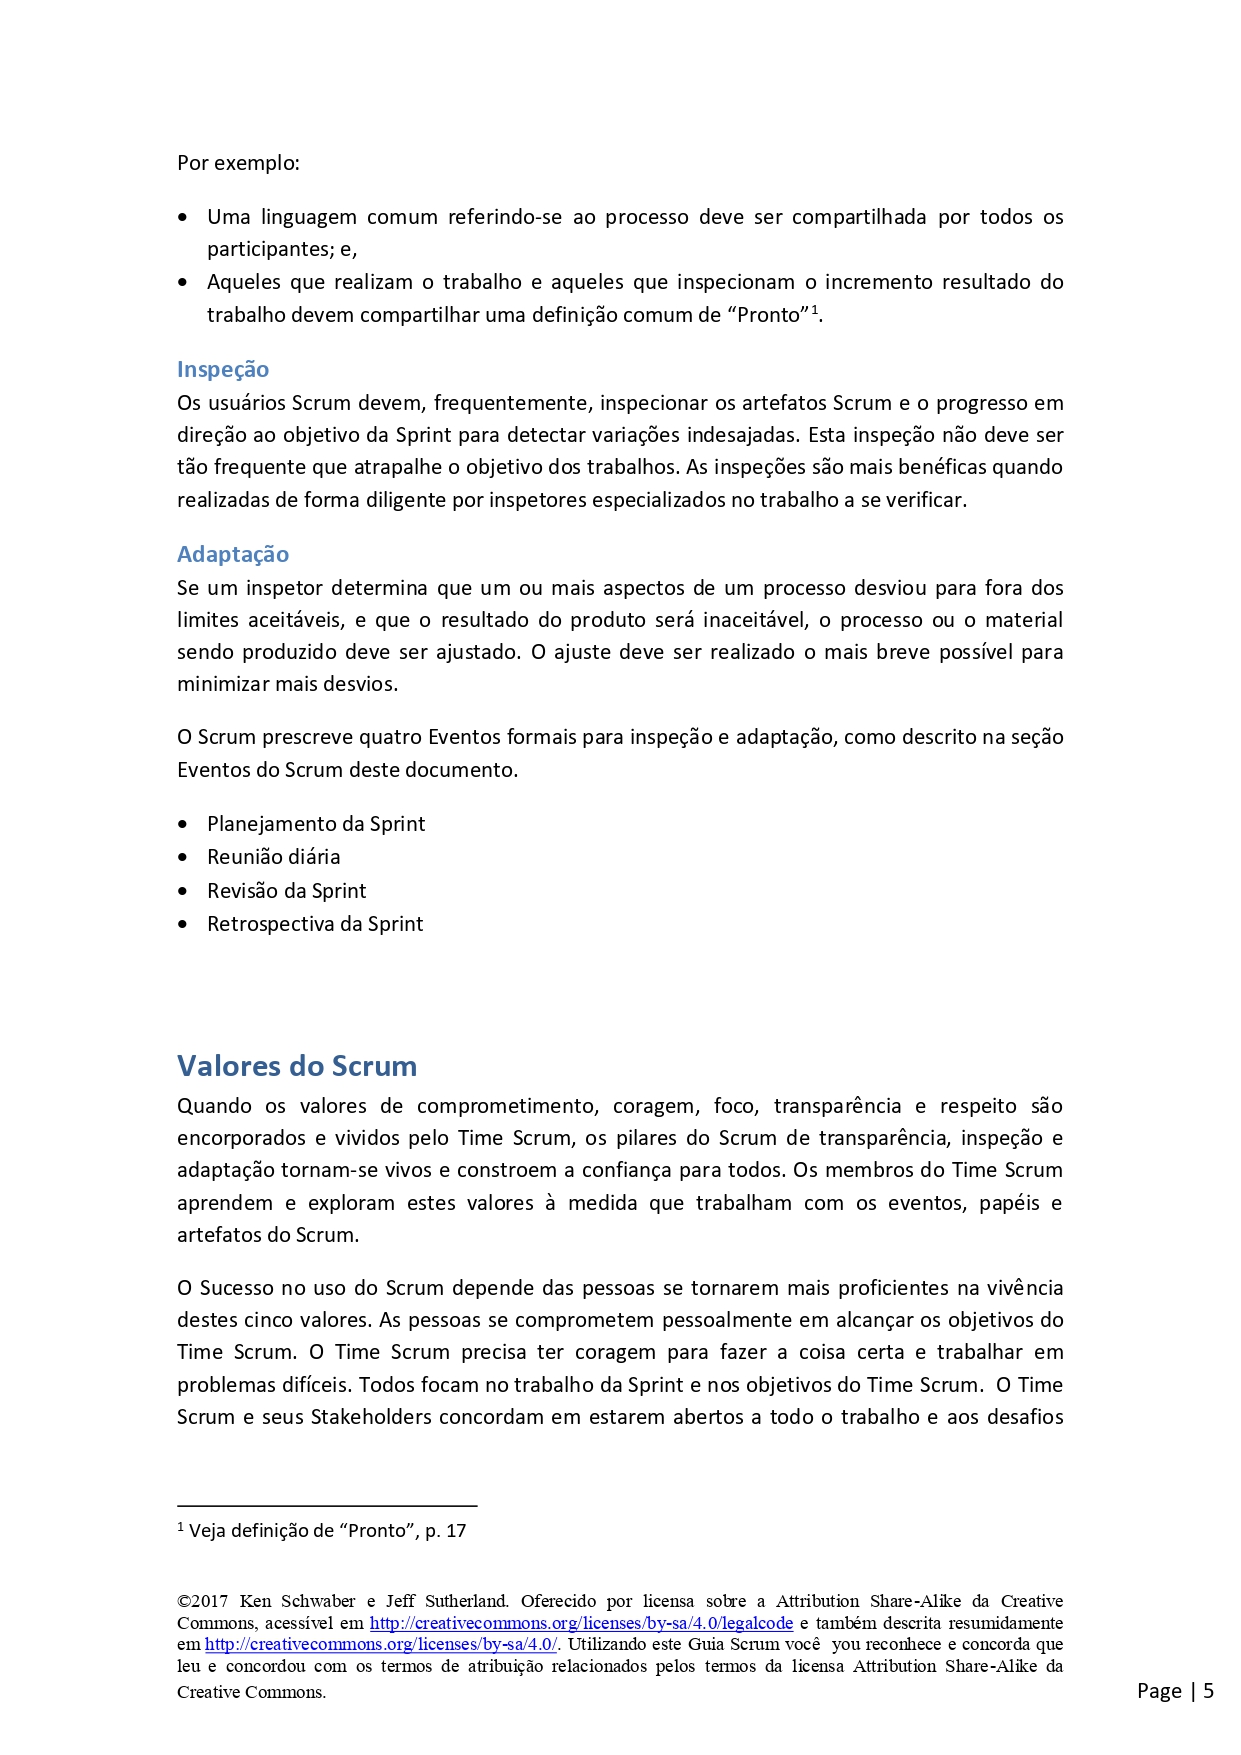 Por exemplo:
• Uma linguagem comum referindo-se ao processo deve ser compartilhada por todos os
participantes; e,
• Aqueles que realizam o trabalho e aqueles que inspecionam o incremento resultado do
trabalho devem compartilhar uma definição comum de “Pronto”¹.
Inspeção
Os usuários Scrum devem, frequentemente, inspecionar os artefatos Scrum e o progresso em
direção ao objetivo da Sprint para detectar variações indesajadas. Esta inspeção não deve ser
tão frequente que atrapalhe o objetivo dos trabalhos. As inspeções são mais benéficas quando
realizadas de forma diligente por inspetores especializados no trabalho a se verificar.
Adaptação
Se um inspetor determina que um ou mais aspectos de um processo desviou para fora dos
limites aceitáveis, e que o resultado do produto será inaceitável, o processo ou o material
sendo produzido deve ser ajustado. O ajuste deve ser realizado o mais breve possível para
minimizar mais desvios.
O Scrum prescreve quatro Eventos formais para inspeção e adaptação, como descrito na seção
Eventos do Scrum deste documento.
• Planejamento da Sprint
• Reunião diária
• Revisão da Sprint
• Retrospectiva da Sprint
Valores do Scrum
Quando os valores de comprometimento, coragem, foco, transparência e respeito são
encorporados e vividos pelo Time Scrum, os pilares do Scrum de transparência, inspeção e
adaptação tornam-se vivos e constroem a confiança para todos. Os membros do Time Scrum
aprendem e exploram estes valores à medida que trabalham com os eventos, papéis e
artefatos do Scrum.
O Sucesso no uso do Scrum depende das pessoas se tornarem mais proficientes na vivência
destes cinco valores. As pessoas se comprometem pessoalmente em alcançar os objetivos do
Time Scrum. O Time Scrum precisa ter coragem para fazer a coisa certa e trabalhar em
problemas difíceis. Todos focam no trabalho da Sprint e nos objetivos do Time Scrum. O Time
Scrum e seus Stakeholders concordam em estarem abertos a todo o trabalho e aos desafios
¹ Veja definição de “Pronto”, p. 17
©2017 Ken Schwaber e Jeff Sutherland. Oferecido por licensa sobre a Attribution Share-Alike da Creative
Commons, acessível em http://creativecommons.org/licenses/by-sa/4.0/legalcode e também descrita resumidamente
em http://creativecommons.org/licenses/by-sa/4.0/. Utilizando este Guia Scrum você you reconhece e concorda que
leu e concordou com os termos de atribuição relacionados pelos termos da licensa Attribution Share-Alike da
Creative Commons.
Page | 5